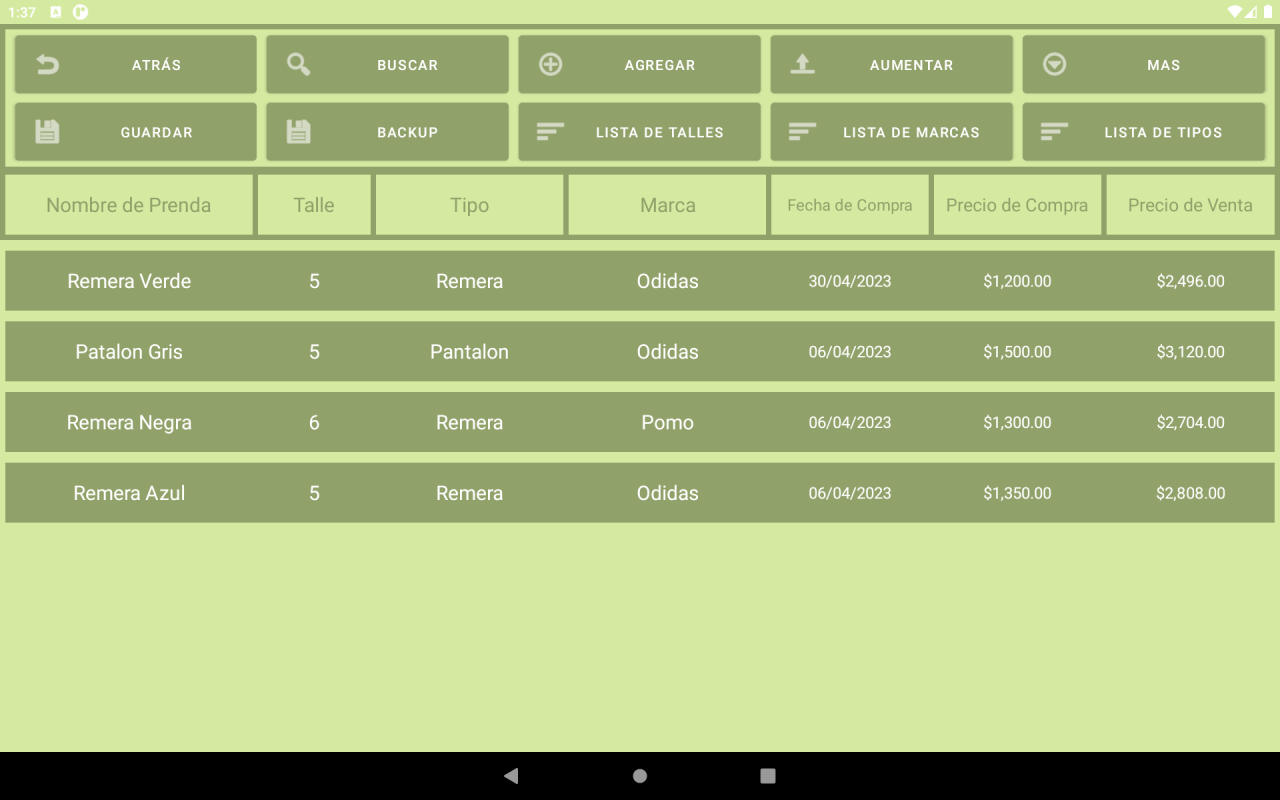 1:37
ATRÁS BUSCAR AGREGAR AUMENTAR MAS
GUARDAR BACKUP LISTA DE TALLES LISTA DE MARCAS LISTA DE TIPOS
Nombre de Prenda Talle Tipo Marca Fecha de Compra Precio de Compra Precio de Venta
Remera Verde 5 Remera Odidas 30/04/2023 $1,200.00 $2,496.00
Patalon Gris 5 Pantalon Odidas 06/04/2023 $1,500.00 $3,120.00
Remera Negra 6 Remera Pomo 06/04/2023 $1,300.00 $2,704.00
Remera Azul 5 Remera Odidas 06/04/2023 $1,350.00 $2,808.00